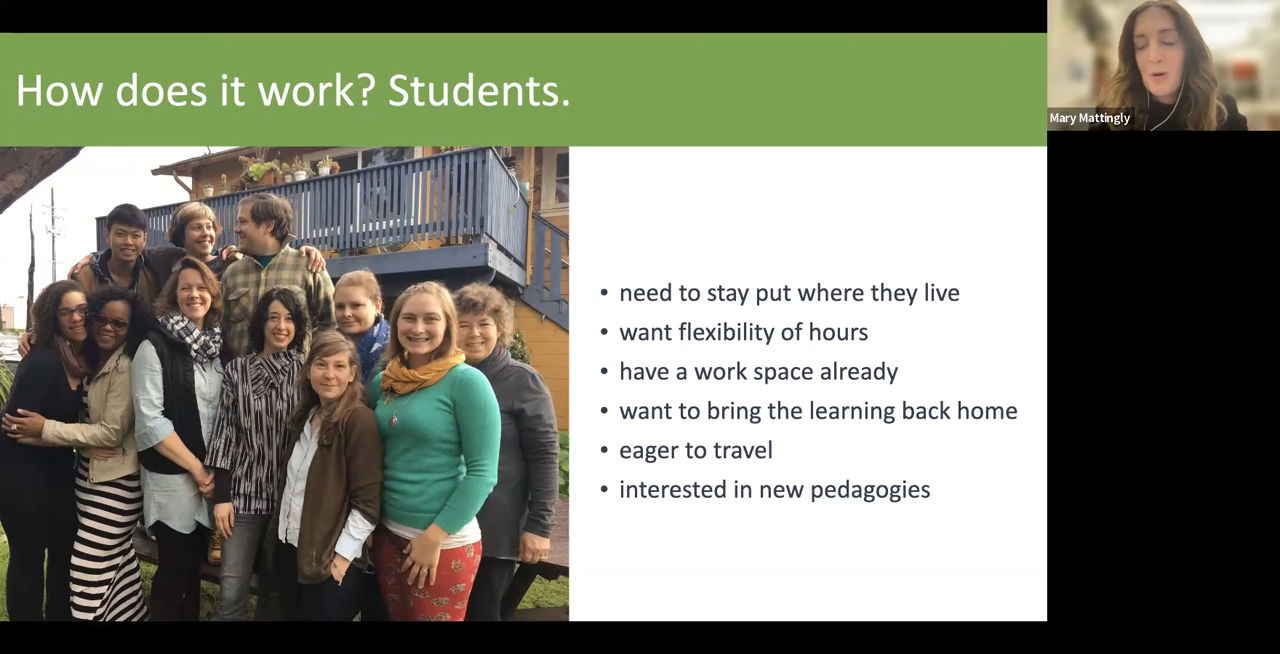 How does it work? Students.
Mary Mattingly
• need to stay put where they live
• want flexibility of hours
• have a work space already
• want to bring the learning back home
• eager to travel
• interested in new pedagogies